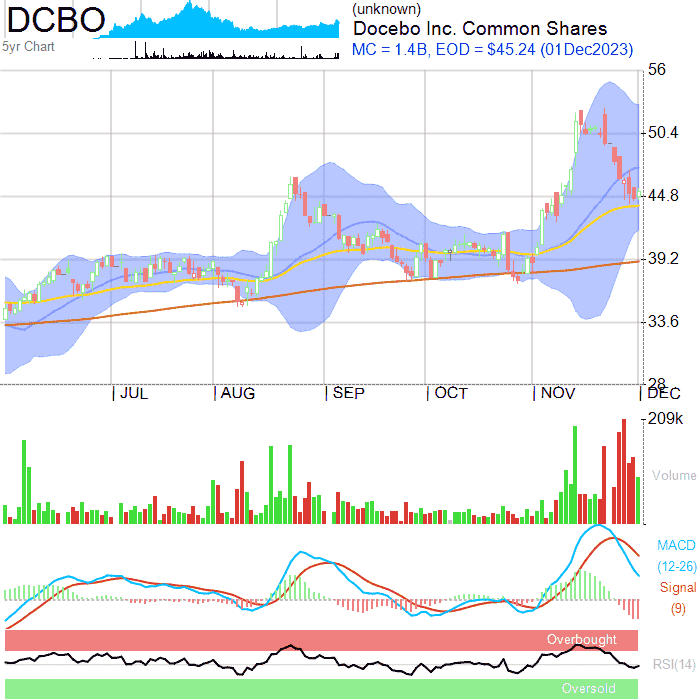 DCBO
5yr Chart
(unknown)
Docebo Inc. Common Shares
MC = 1.4B, EOD = $45.24 (01Dec2023)
56
50.4
44.8
39.2
33.6
28
JUL AUG SEP OCT NOV DEC
209k
Volume
MACD
(12-26)
Signal
(9)
Overbought
RSI(14)
Oversold